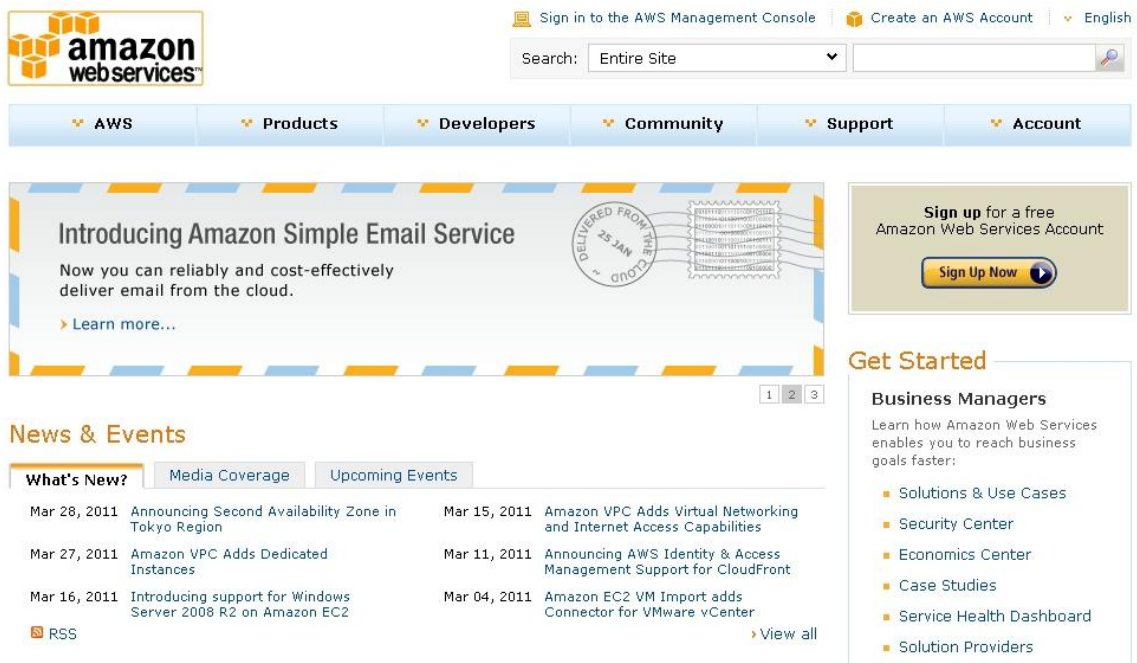 amazon
webservices™
Sign in to the AWS Management Console
Create an AWS Account
English
Search:
Entire Site
AWS
Products
Developers
Community
Support
Account
Introducing Amazon Simple Email Service
Now you can reliably and cost-effectively
deliver email from the cloud.
Learn more...
DELIVERED FROM THE CLOUD
25 JAN
1 2 3
Sign up for a free
Amazon Web Services Account
Sign Up Now
News & Events
What's New?
Media Coverage
Upcoming Events
Mar 28, 2011 Announcing Second Availability Zone in
Tokyo Region
Mar 27, 2011 Amazon VPC Adds Dedicated
Instances
Mar 16, 2011 Introducing support for Windows
Server 2008 R2 on Amazon EC2
RSS
Mar 15, 2011 Amazon VPC Adds Virtual Networking
and Internet Access Capabilities
Mar 11, 2011 Announcing AWS Identity & Access
Management Support for CloudFront
Mar 04, 2011 Amazon EC2 VM Import adds
Connector for VMware vCenter
View all
Get Started
Business Managers
Learn how Amazon Web Services
enables you to reach business
goals faster:
Solutions & Use Cases
Security Center
Economics Center
Case Studies
Service Health Dashboard
Solution Providers